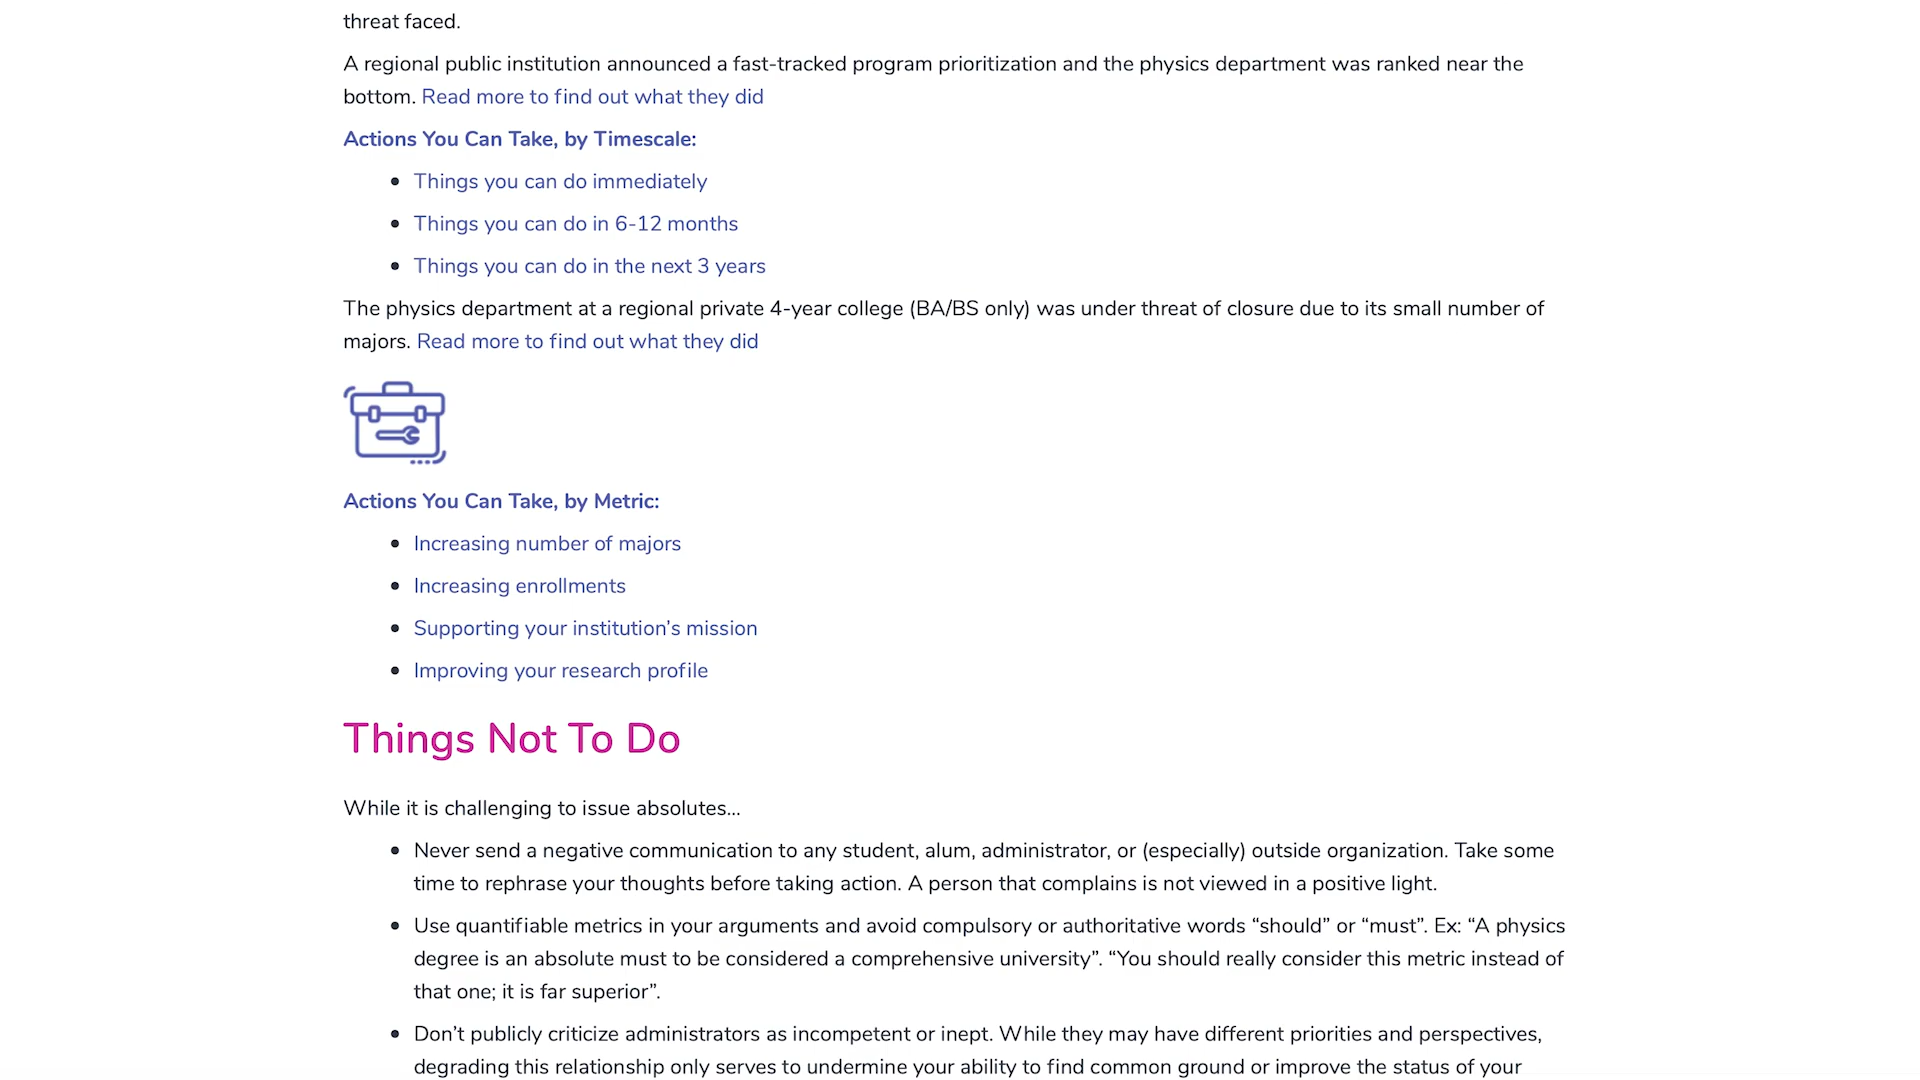 threat faced.
A regional public institution announced a fast-tracked program prioritization and the physics department was ranked near the
bottom. Read more to find out what they did
Actions You Can Take, by Timescale:
• Things you can do immediately
• Things you can do in 6-12 months
• Things you can do in the next 3 years
The physics department at a regional private 4-year college (BA/BS only) was under threat of closure due to its small number of
majors. Read more to find out what they did
Actions You Can Take, by Metric:
• Increasing number of majors
• Increasing enrollments
• Supporting your institution’s mission
• Improving your research profile
Things Not To Do
While it is challenging to issue absolutes…
• Never send a negative communication to any student, alum, administrator, or (especially) outside organization. Take some
time to rephrase your thoughts before taking action. A person that complains is not viewed in a positive light.
• Use quantifiable metrics in your arguments and avoid compulsory or authoritative words “should” or “must”. Ex: “A physics
degree is an absolute must to be considered a comprehensive university”. “You should really consider this metric instead of
that one; it is far superior”.
• Don’t publicly criticize administrators as incompetent or inept. While they may have different priorities and perspectives,
degrading this relationship only serves to undermine your ability to find common ground or improve the status of your